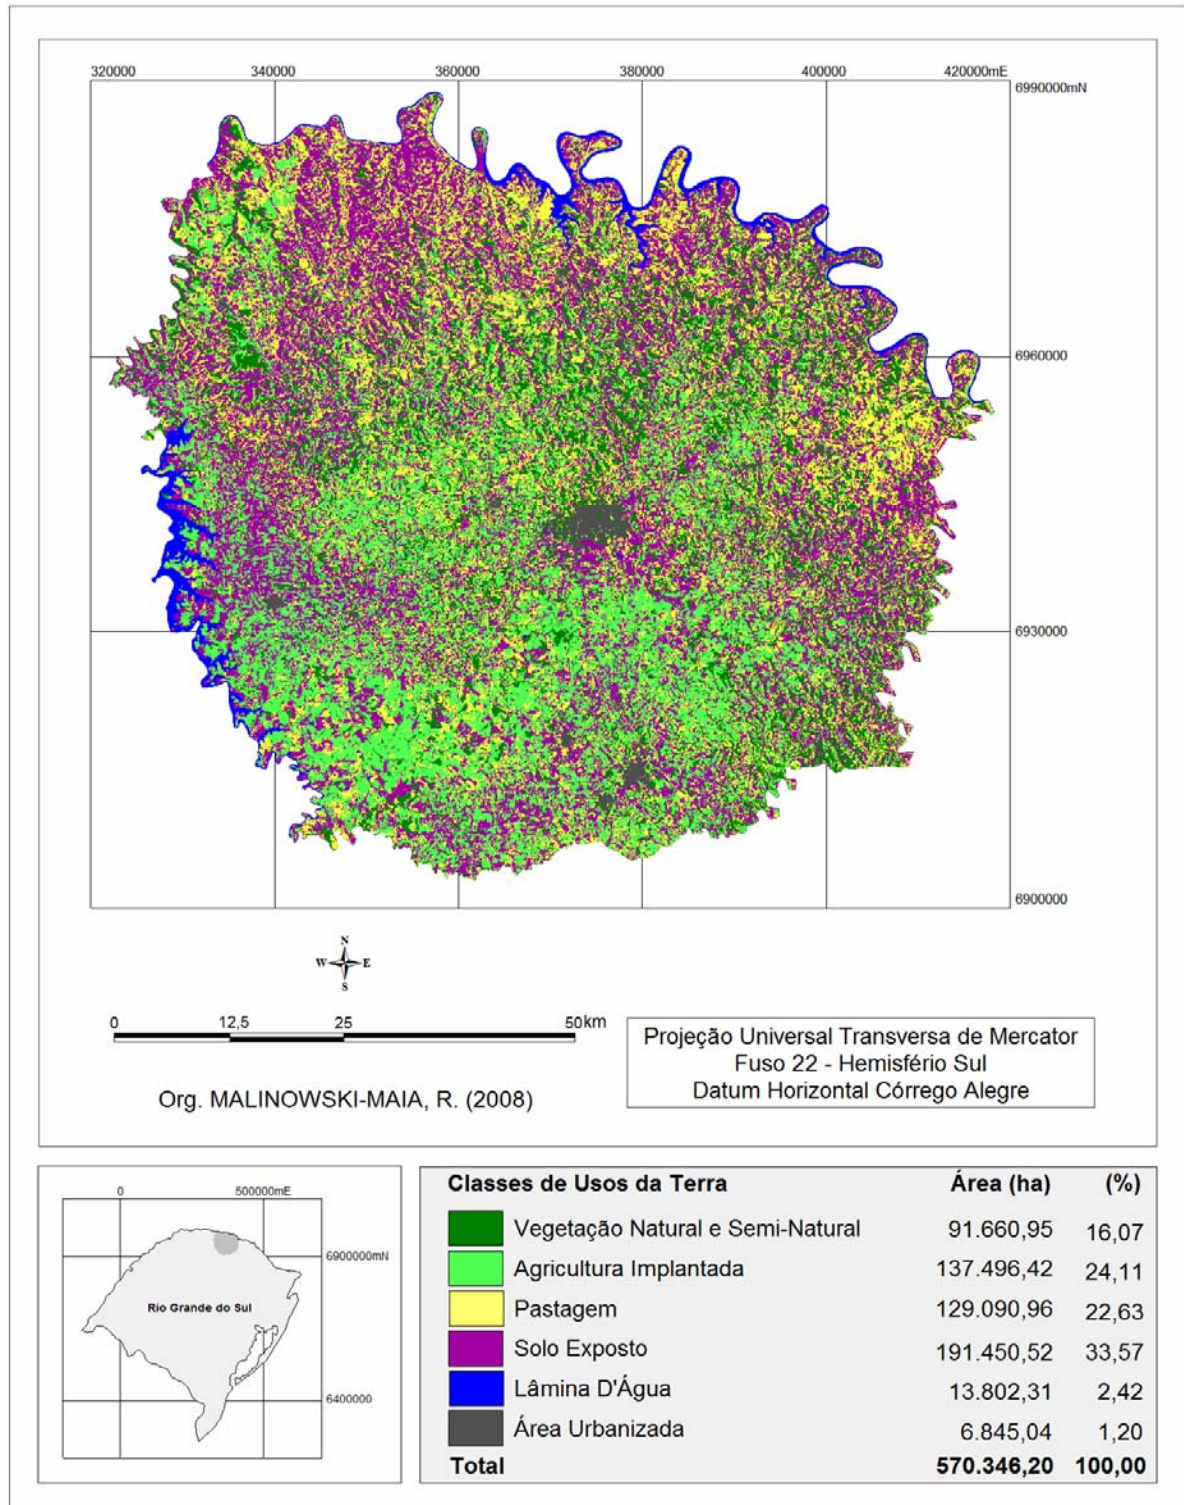 320000 340000 360000 380000 400000 420000mE
6990000mN
6960000
6930000
6900000
N
W E
S
0 12,5 25 50km
Projeção Universal Transversa de Mercator
Fuso 22 - Hemisfério Sul
Datum Horizontal Córrego Alegre
Org. MALINOWSKI-MAIA, R. (2008)
0 500000mE
6900000mN
Rio Grande do Sul
6400000
Classes de Usos da Terra Área (ha) (%)
Vegetação Natural e Semi-Natural 91.660,95 16,07
Agricultura Implantada 137.496,42 24,11
Pastagem 129.090,96 22,63
Solo Exposto 191.450,52 33,57
Lâmina D'Água 13.802,31 2,42
Área Urbanizada 6.845,04 1,20
Total 570.346,20 100,00